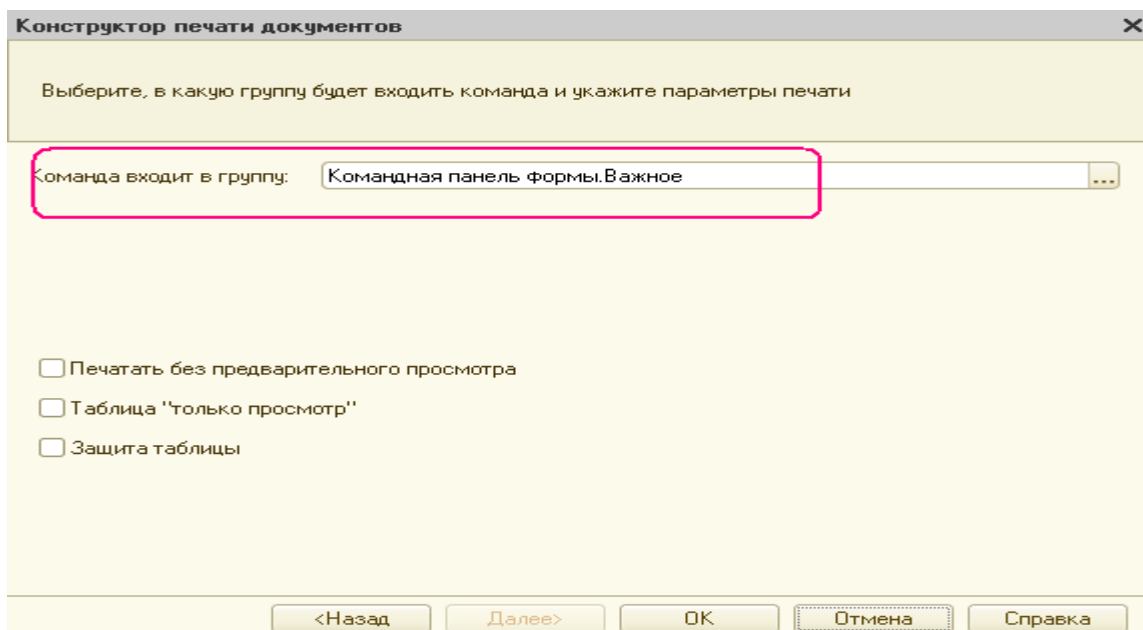 Конструктор печати документов
Выберите, в какую группу будет входить команда и укажите параметры печати
Команда входит в группу: Командная панель формы.Важное ...
Печатать без предварительного просмотра
Таблица "только просмотр"
Защита таблицы
<Назад Далее> OK Отмена Справка